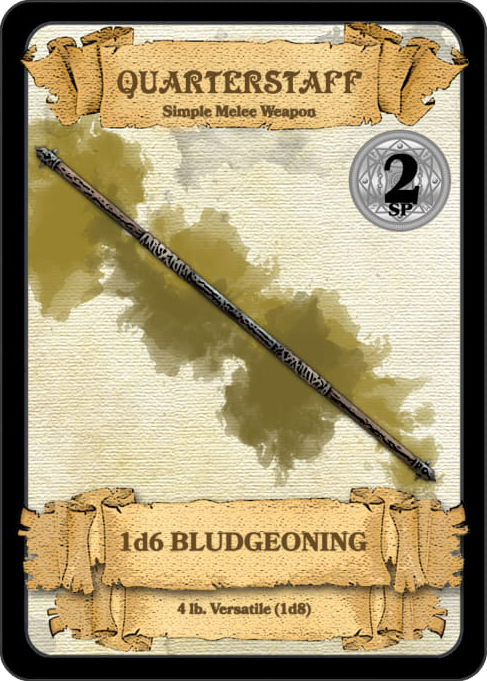 QUARTERSTAFF
Simple Melee Weapon
2
SP
1d6 BLUDGEONING
4 lb. Versatile (1d8)